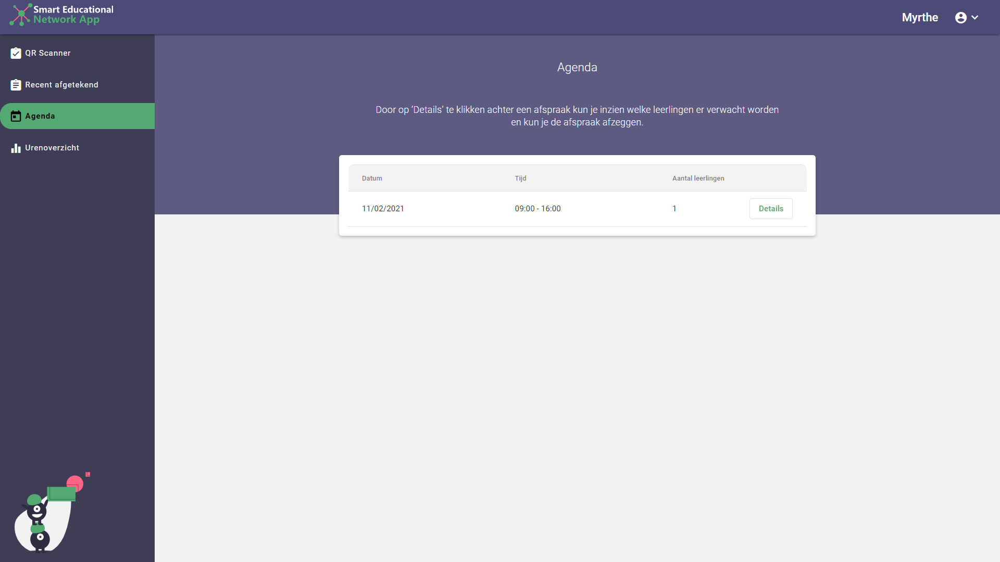 Smart Educational
Network App
Myrthe
QR Scanner
Recent afgetekend
Agenda
Urenoverzicht
Agenda
Door op ‘Details’ te klikken achter een afspraak kun je inzien welke leerlingen er verwacht worden
en kun je de afspraak afzeggen.
Datum Tijd Aantal leerlingen
11/02/2021 09:00 - 16:00 1 Details